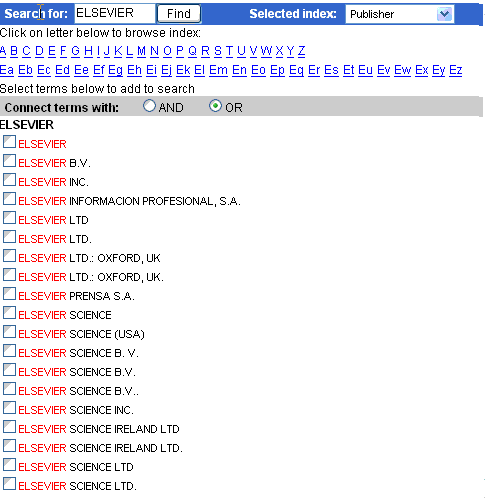 Search for: ELSEVIER Find Selected index: Publisher
Click on letter below to browse index:
A B C D E F G H I J K L M N O P Q R S T U V W X Y Z
Ea Eb Ec Ed Ee Ef Eg Eh Ei Ej Ek El Em En Eo Ep Eq Er Es Et Eu Ev Ew Ex Ey Ez
Select terms below to add to search
Connect terms with: AND OR
ELSEVIER
ELSEVIER
ELSEVIER B.V.
ELSEVIER INC.
ELSEVIER INFORMACION PROFESIONAL, S.A.
ELSEVIER LTD
ELSEVIER LTD.
ELSEVIER LTD.: OXFORD, UK
ELSEVIER LTD.: OXFORD, UK.
ELSEVIER PRENSA S.A.
ELSEVIER SCIENCE
ELSEVIER SCIENCE (USA)
ELSEVIER SCIENCE B. V.
ELSEVIER SCIENCE B.V.
ELSEVIER SCIENCE B.V..
ELSEVIER SCIENCE INC.
ELSEVIER SCIENCE IRELAND LTD
ELSEVIER SCIENCE IRELAND LTD.
ELSEVIER SCIENCE LTD
ELSEVIER SCIENCE LTD.